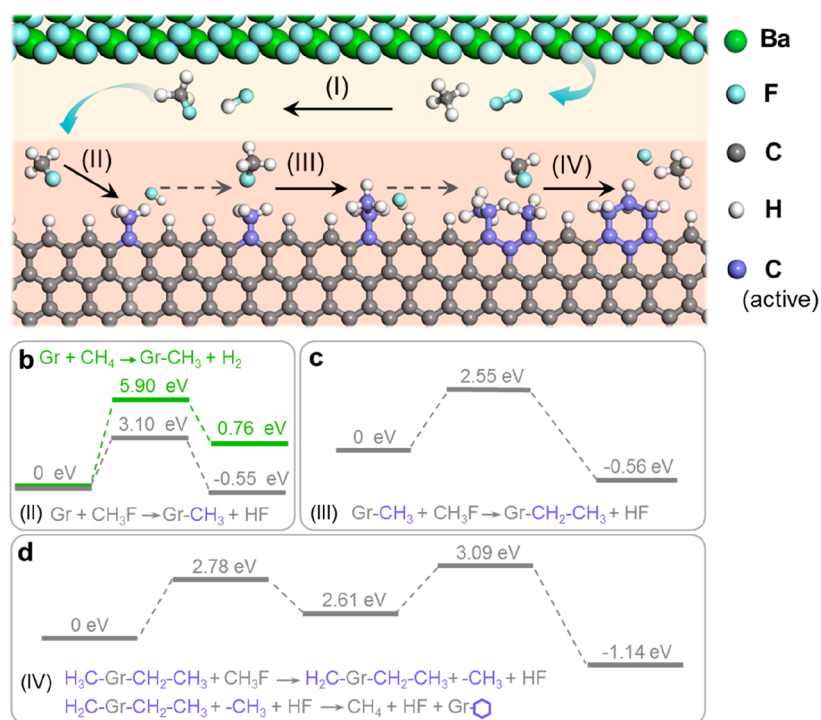 Ba
F
C
H
C
(active)
(I)
(II)
(III)
(IV)
b
Gr + CH₄ → Gr-CH₃ + H₂
5.90 eV
3.10 eV
0.76 eV
0 eV
-0.55 eV
(II) Gr + CH₃F → Gr-CH₃ + HF
c
2.55 eV
0 eV
-0.56 eV
(III) Gr-CH₃ + CH₃F → Gr-CH₂-CH₃ + HF
d
2.78 eV
3.09 eV
2.61 eV
0 eV
-1.14 eV
(IV) H₃C-Gr-CH₂-CH₃ + CH₃F → H₂C-Gr-CH₂-CH₃ + -CH₃ + HF
H₂C-Gr-CH₂-CH₃ + -CH₃ + HF → CH₄ + HF + Gr-